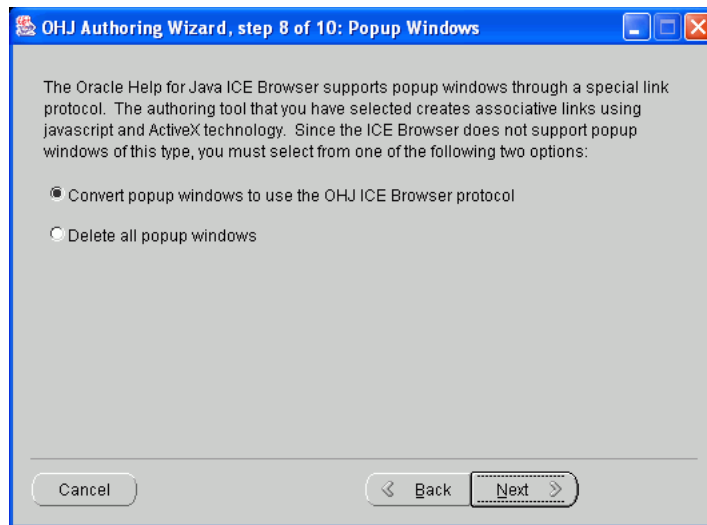 OHJ Authoring Wizard, step 8 of 10: Popup Windows
The Oracle Help for Java ICE Browser supports popup windows through a special link
protocol. The authoring tool that you have selected creates associative links using
javascript and ActiveX technology. Since the ICE Browser does not support popup
windows of this type, you must select from one of the following two options:
Convert popup windows to use the OHJ ICE Browser protocol
Delete all popup windows
Cancel Back Next